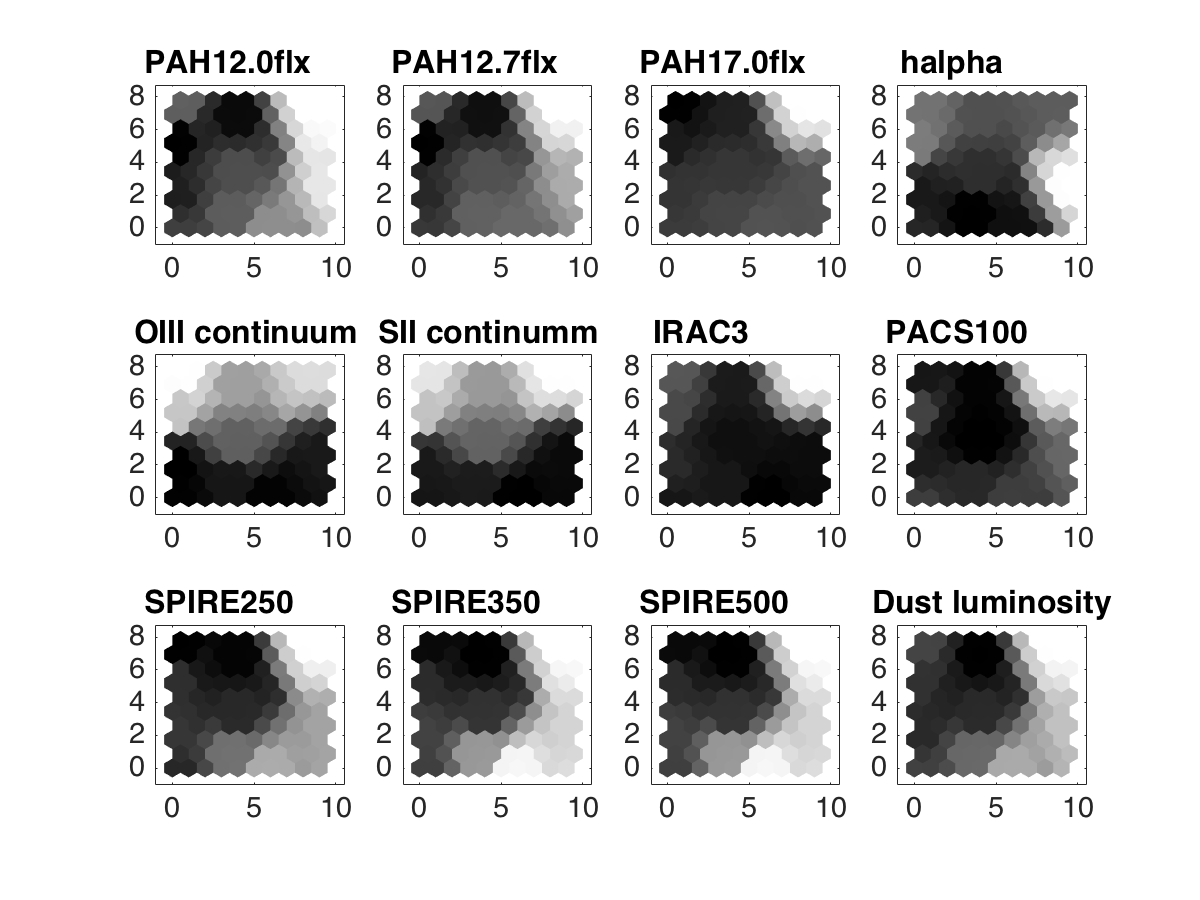 PAH12.0flx PAH12.7flx PAH17.0flx halpha
8 8 8 8
6 6 6 6
4 4 4 4
2 2 2 2
0 0 0 0
0 5 10 0 5 10 0 5 10 0 5 10
OIII continuum SII continumm IRAC3 PACS100
8 8 8 8
6 6 6 6
4 4 4 4
2 2 2 2
0 0 0 0
0 5 10 0 5 10 0 5 10 0 5 10
SPIRE250 SPIRE350 SPIRE500 Dust luminosity
8 8 8 8
6 6 6 6
4 4 4 4
2 2 2 2
0 0 0 0
0 5 10 0 5 10 0 5 10 0 5 10